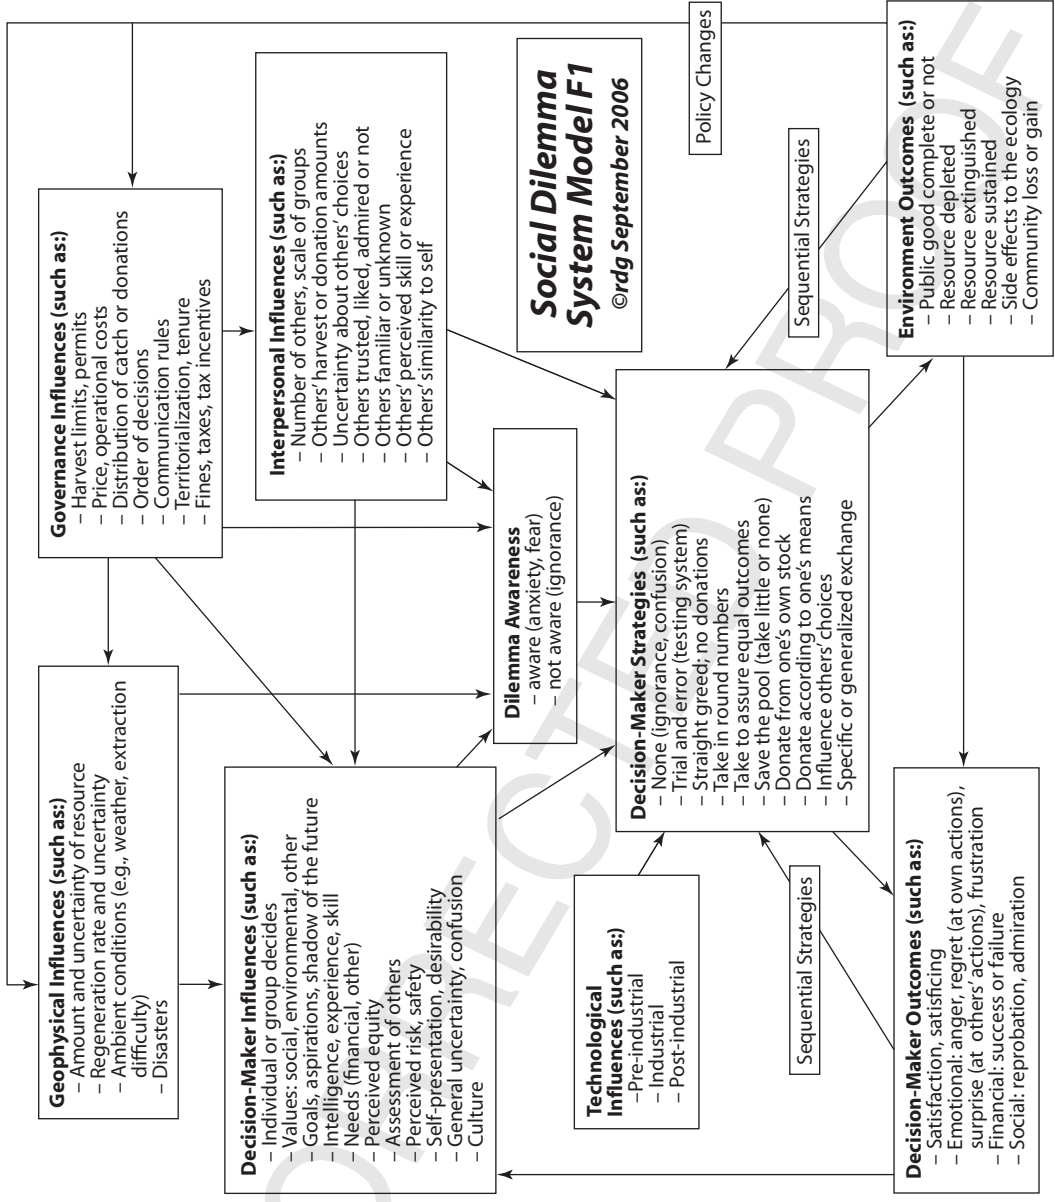 Geophysical Influences (such as:)
– Amount and uncertainty of resource
– Regeneration rate and uncertainty
– Ambient conditions (e.g., weather, extraction
difficulty)
– Disasters
Governance Influences (such as:)
– Harvest limits, permits
– Price, operational costs
– Distribution of catch or donations
– Order of decisions
– Communication rules
– Territorialization, tenure
– Fines, taxes, tax incentives
Decision-Maker Influences (such as:)
– Individual or group decides
– Values: social, environmental, other
– Goals, aspirations, shadow of the future
– Intelligence, experience, skill
– Needs (financial, other)
– Perceived equity
– Assessment of others
– Perceived risk, safety
– Self-presentation, desirability
– General uncertainty, confusion
– Culture
Interpersonal Influences (such as:)
– Number of others, scale of groups
– Others' harvest or donation amounts
– Uncertainty about others' choices
– Others trusted, liked, admired or not
– Others familiar or unknown
– Others' perceived skill or experience
– Others' similarity to self
Dilemma Awareness
– aware (anxiety, fear)
– not aware (ignorance)
Social Dilemma
System Model F1
©rdg September 2006
Technological
Influences (such as:)
–Pre-industrial
– Industrial
– Post-industrial
Decision-Maker Strategies (such as:)
– None (ignorance, confusion)
– Trial and error (testing system)
– Straight greed; no donations
– Take in round numbers
– Take to assure equal outcomes
– Save the pool (take little or none)
– Donate from one's own stock
– Donate according to one's means
– Influence others' choices
– Specific or generalized exchange
Policy Changes
Sequential Strategies
Sequential Strategies
Decision-Maker Outcomes (such as:)
– Satisfaction, satisficing
– Emotional: anger, regret (at own actions),
surprise (at others' actions), frustration
– Financial: success or failure
– Social: reprobation, admiration
Environment Outcomes (such as:)
– Public good complete or not
– Resource depleted
– Resource extinguished
– Resource sustained
– Side effects to the ecology
– Community loss or gain